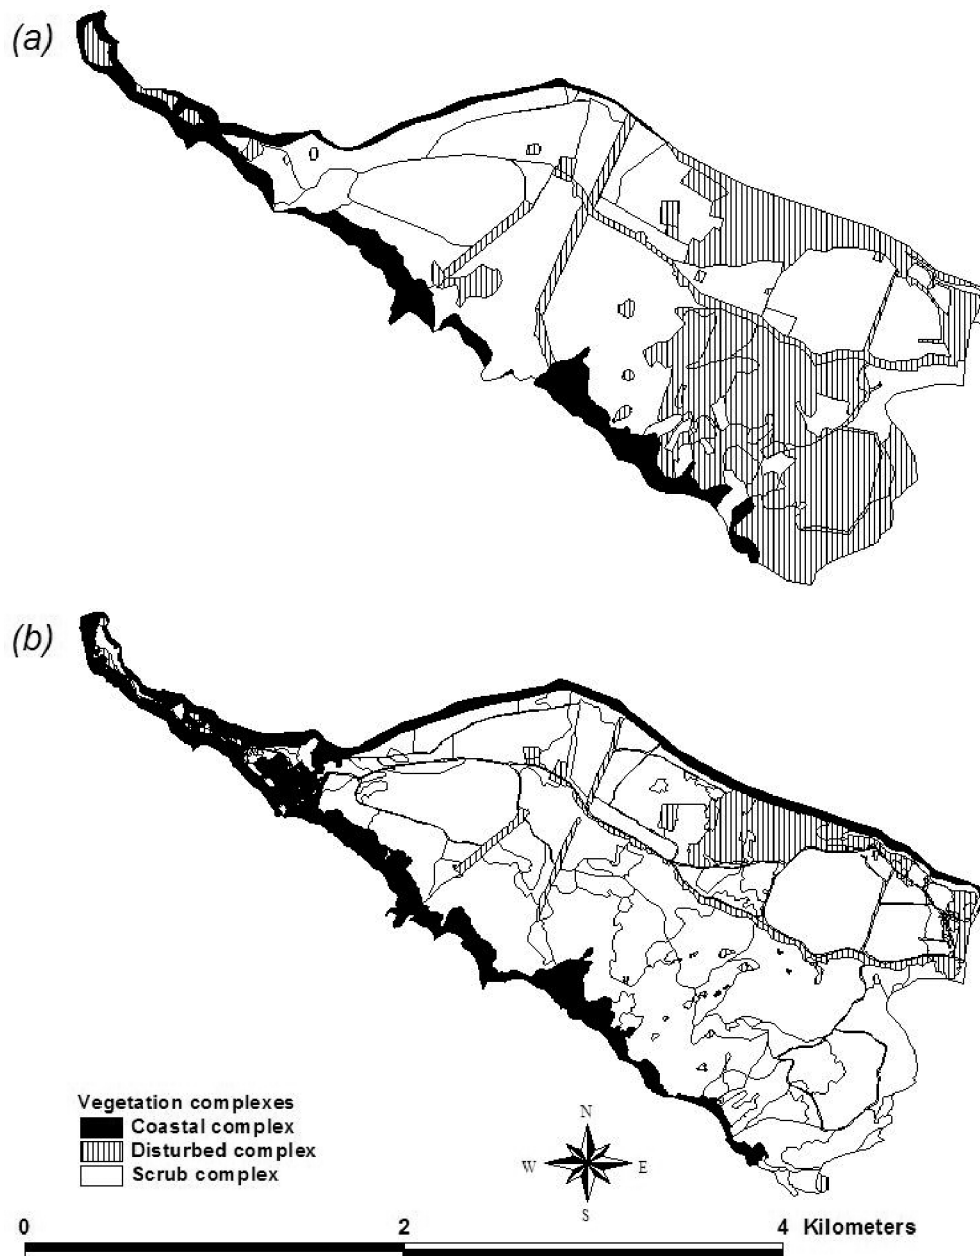 (a)
(b)
Vegetation complexes
Coastal complex
Disturbed complex
Scrub complex
N
W E
S
0 2 4 Kilometers